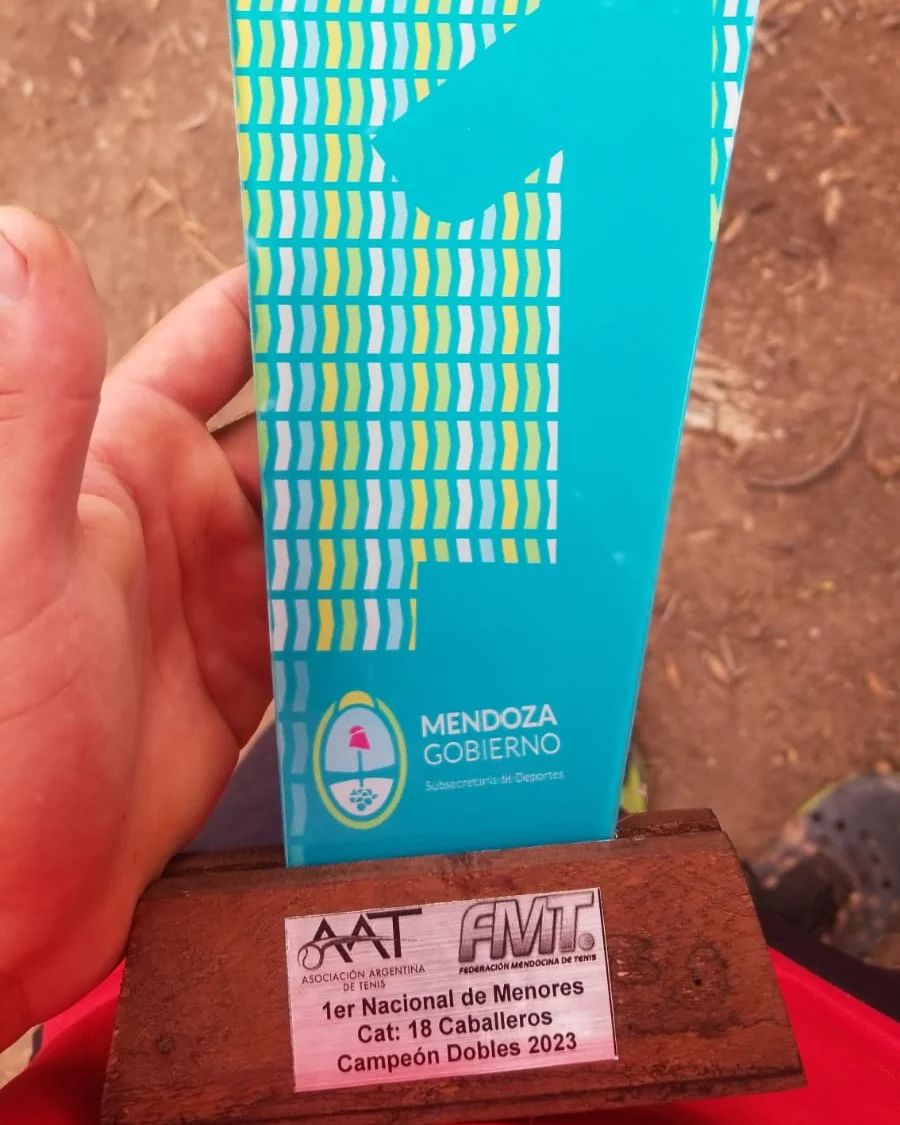 1
MENDOZA
GOBIERNO
Subsecretaría de Deportes
AAT
ASOCIACIÓN ARGENTINA
DE TENIS
FMT.
FEDERACIÓN MENDOCINA DE TENIS
1er Nacional de Menores
Cat: 18 Caballeros
Campeón Dobles 2023